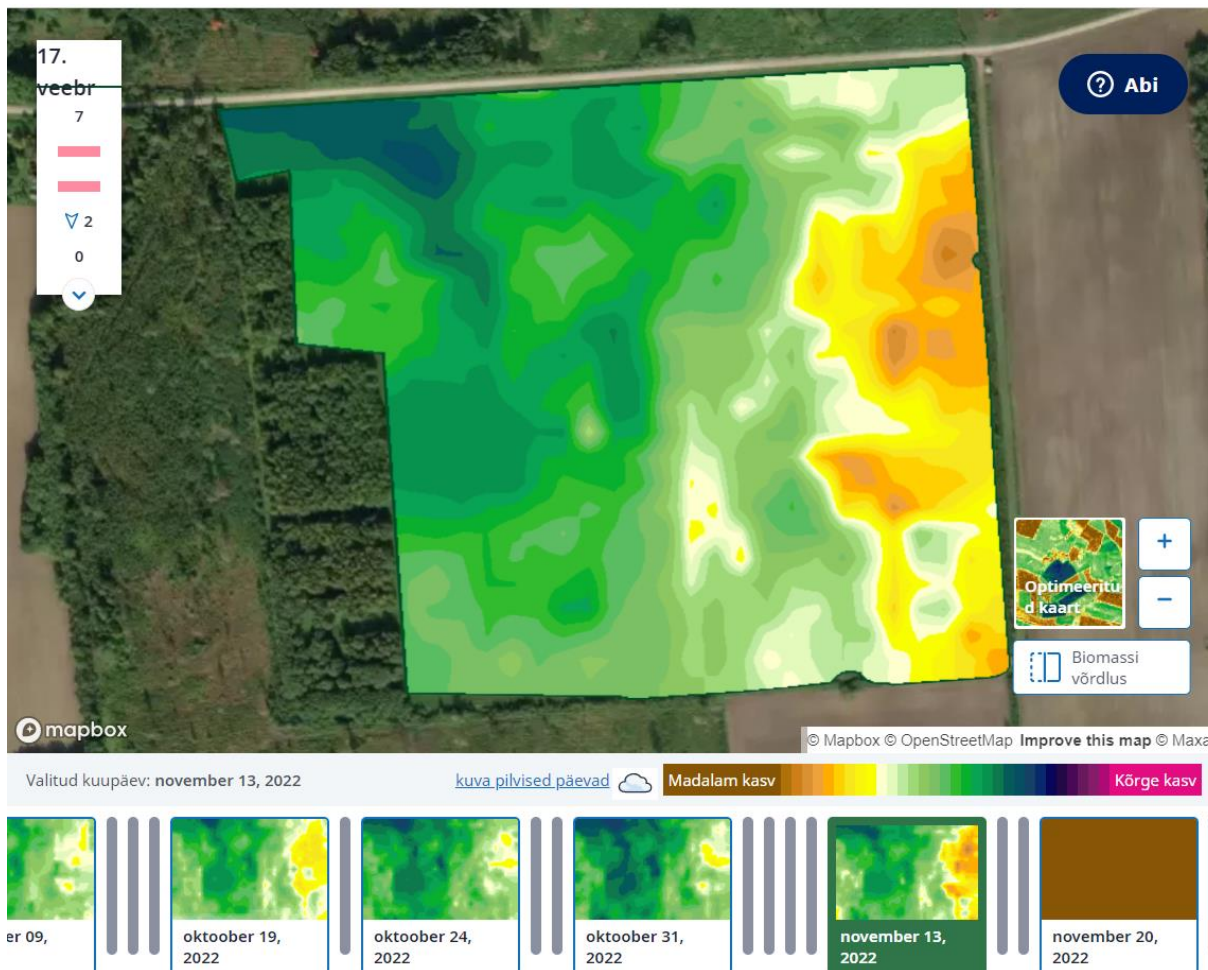 17.
veebr
7
2
0
Abi
Optimeeritu
d kaart
+
−
Biomassi
võrdlus
mapbox
© Mapbox © OpenStreetMap Improve this map © Maxa
Valitud kuupäev: november 13, 2022
kuva pilvised päevad
Madalam kasv
Kõrge kasv
er 09,
oktoober 19,
2022
oktoober 24,
2022
oktoober 31,
2022
november 13,
2022
november 20,
2022